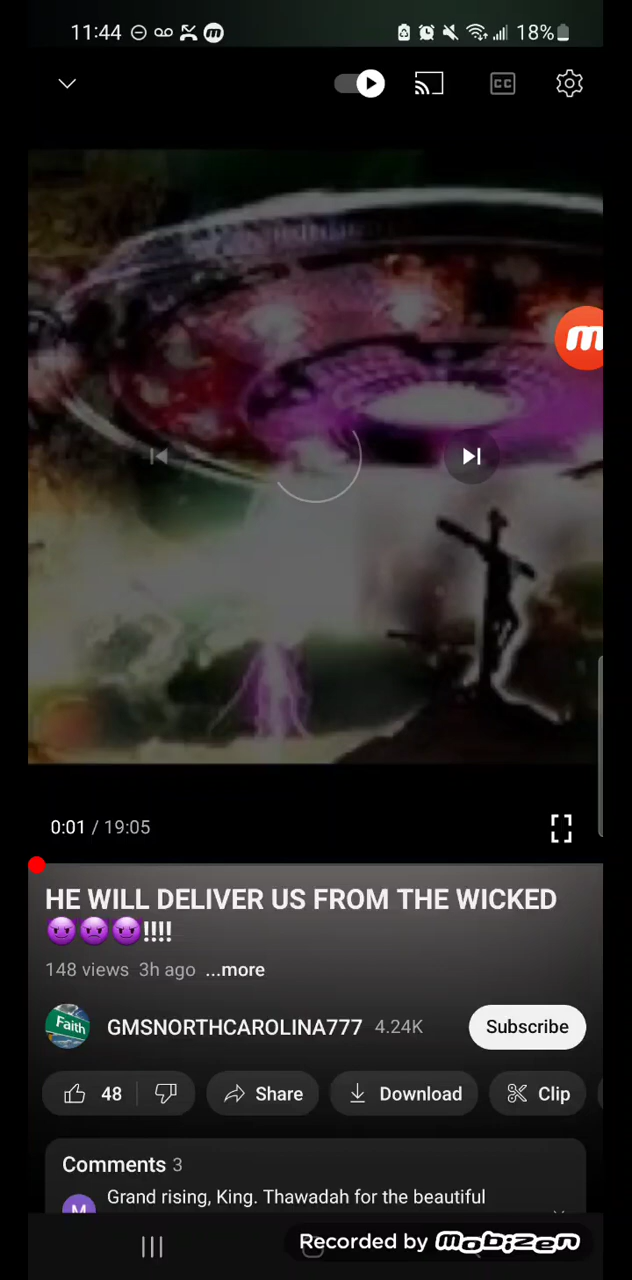 11:44
18%
CC
m
0:01 / 19:05
HE WILL DELIVER US FROM THE WICKED
😈😈😈!!!!
148 views 3h ago ...more
Faith GMSNORTHCAROLINA777 4.24K Subscribe
48 Share Download Clip
Comments 3
M Grand rising, King. Thawadah for the beautiful
Recorded by mobizen